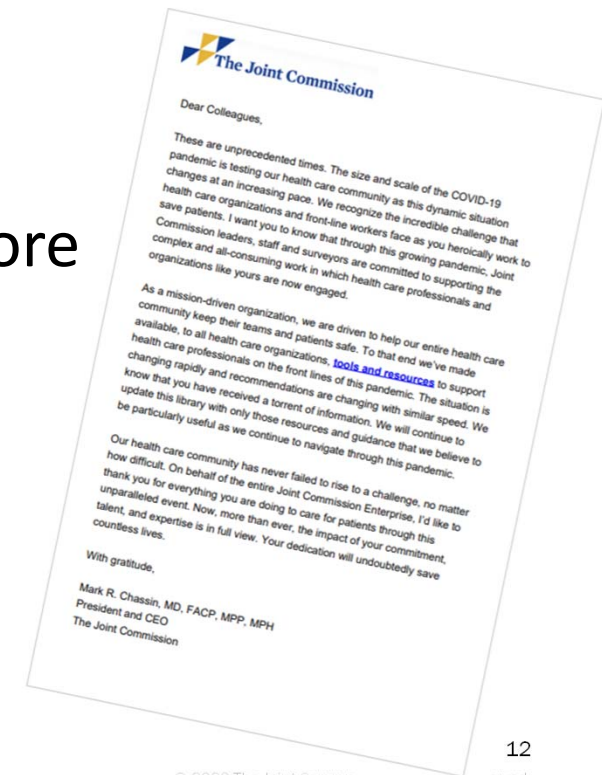 The Joint Commission
Dear Colleagues,
These are unprecedented times. The size and scale of the COVID-19
pandemic is testing our health care community as this dynamic situation
changes at an increasing pace. We recognize the incredible challenge that
health care organizations and front-line workers face as you heroically work to
save patients. I want you to know that through this growing pandemic, Joint
Commission leaders, staff and surveyors are committed to supporting the
complex and all-consuming work in which health care professionals and
organizations like yours are now engaged.
ore
As a mission-driven organization, we are driven to help our entire health care
community keep their teams and patients safe. To that end we've made
available, to all health care organizations, tools and resources to support
health care professionals on the front lines of this pandemic. The situation is
changing rapidly and recommendations are changing with similar speed. We
know that you have received a torrent of information. We will continue to
update this library with only those resources and guidance that we believe to
be particularly useful as we continue to navigate through this pandemic.
Our health care community has never failed to rise to a challenge, no matter
how difficult. On behalf of the entire Joint Commission Enterprise, I'd like to
thank you for everything you are doing to care for patients through this
unparalleled event. Now, more than ever, the impact of your commitment,
talent, and expertise is in full view. Your dedication will undoubtedly save
countless lives.
With gratitude,
Mark R. Chassin, MD, FACP, MPP, MPH
President and CEO
The Joint Commission
12